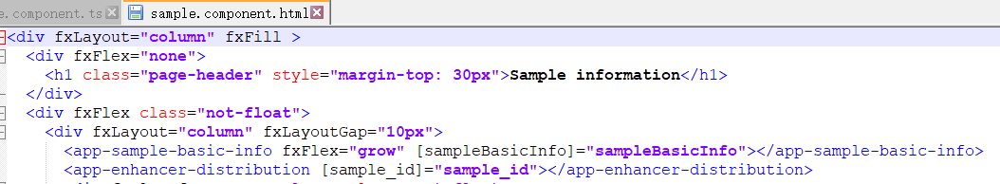 e.component.ts sample.component.html
<div fxLayout="column" fxFill >
<div fxFlex="none">
<h1 class="page-header" style="margin-top: 30px">Sample information</h1>
</div>
<div fxFlex class="not-float">
<div fxLayout="column" fxLayoutGap="10px">
<app-sample-basic-info fxFlex="grow" [sampleBasicInfo]="sampleBasicInfo"></app-sample-basic-info>
<app-enhancer-distribution [sample_id]="sample_id"></app-enhancer-distribution>